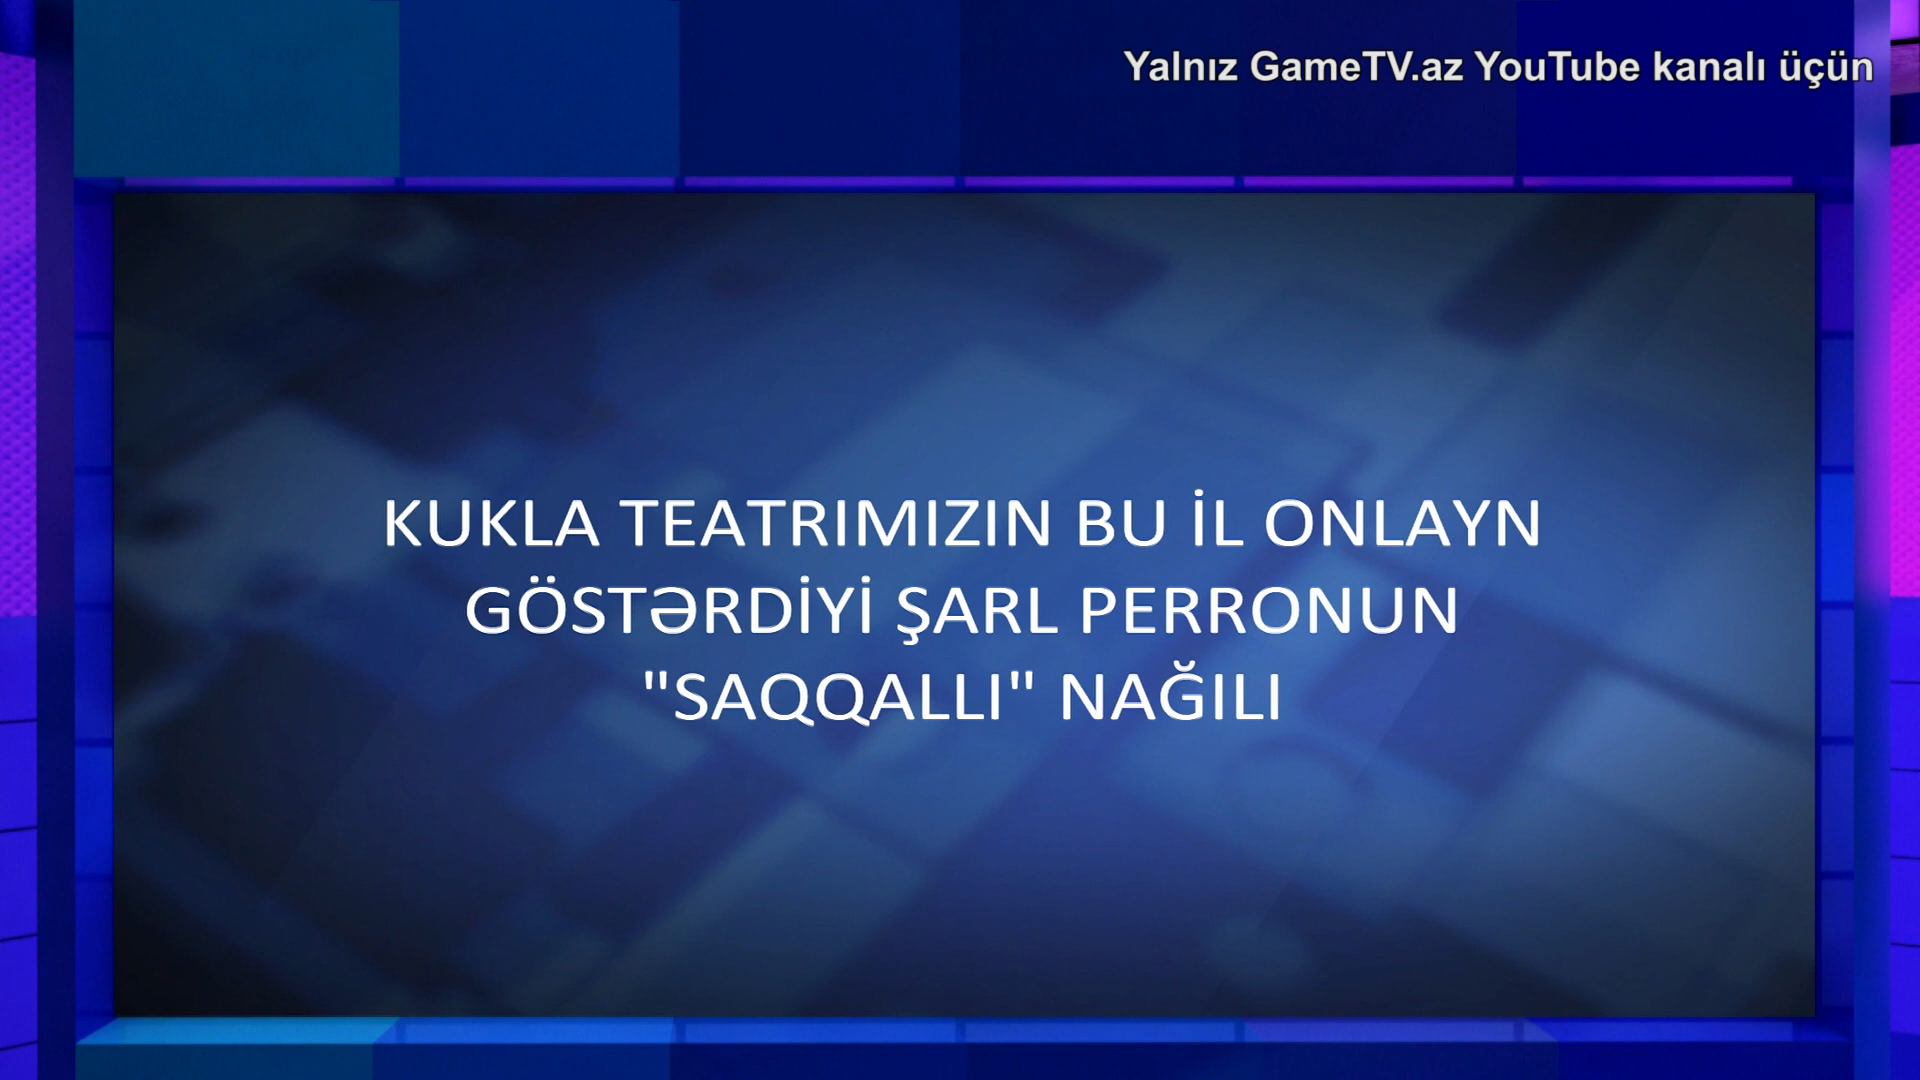 Yalnız GameTV.az YouTube kanalı üçün
KUKLA TEATRIMIZIN BU İL ONLAYN
GÖSTƏRDİYİ ŞARL PERRONUN
"SAQQALLI" NAĞILI